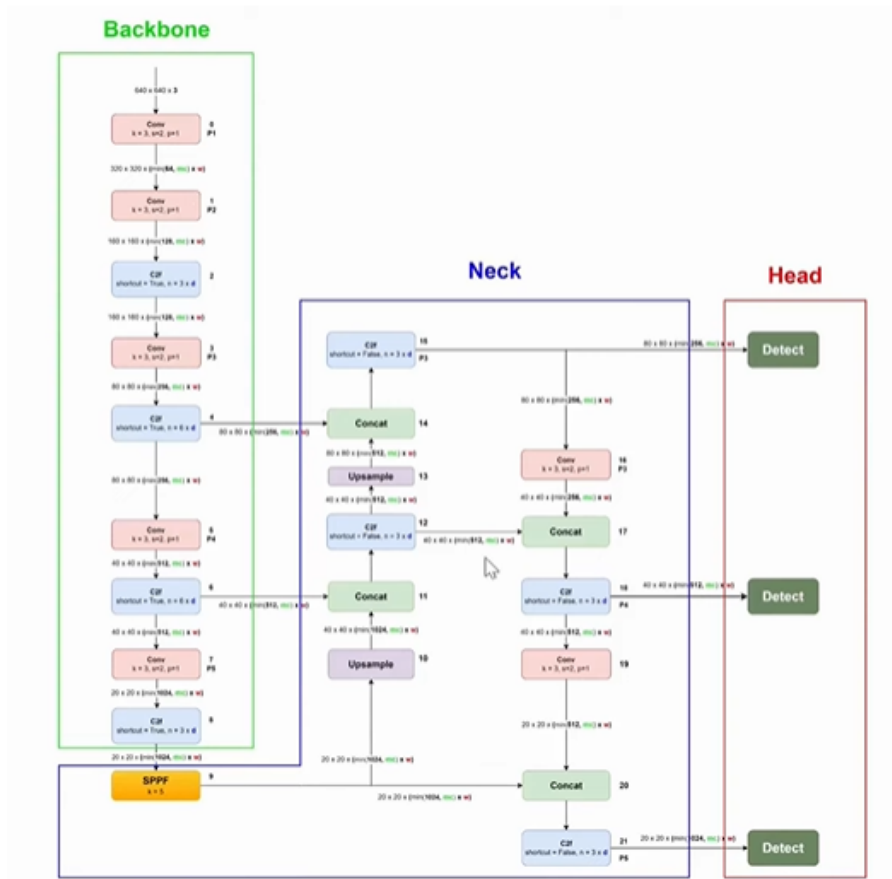 Backbone
640 x 640 x 3
Conv
k = 3, s=2, p=1
0
P1
320 x 320 x (min(64, mc) x w)
Conv
k = 3, s=2, p=1
1
P2
160 x 160 x (min(128, mc) x w)
C2f
shortcut = True, n = 3 x d
2
160 x 160 x (min(128, mc) x w)
Conv
k = 3, s=2, p=1
3
P3
80 x 80 x (min(256, mc) x w)
C2f
shortcut = True, n = 6 x d
4
80 x 80 x (min(256, mc) x w)
80 x 80 x (min(256, mc) x w)
Conv
k = 3, s=2, p=1
5
P4
40 x 40 x (min(512, mc) x w)
C2f
shortcut = True, n = 6 x d
6
40 x 40 x (min(512, mc) x w)
40 x 40 x (min(512, mc) x w)
Conv
k = 3, s=2, p=1
7
P5
20 x 20 x (min(1024, mc) x w)
C2f
shortcut = True, n = 3 x d
8
20 x 20 x (min(1024, mc) x w)
Neck
SPPF
k = 5
9
20 x 20 x (min(1024, mc) x w)
20 x 20 x (min(1024, mc) x w)
Upsample
10
40 x 40 x (min(1024, mc) x w)
Concat
11
C2f
shortcut = False, n = 3 x d
12
40 x 40 x (min(512, mc) x w)
40 x 40 x (min(512, mc) x w)
Upsample
13
80 x 80 x (min(512, mc) x w)
Concat
14
C2f
shortcut = False, n = 3 x d
15
P3
80 x 80 x (min(256, mc) x w)
80 x 80 x (min(256, mc) x w)
Conv
k = 3, s=2, p=1
16
P3
40 x 40 x (min(256, mc) x w)
Concat
17
C2f
shortcut = False, n = 3 x d
18
P4
40 x 40 x (min(512, mc) x w)
40 x 40 x (min(512, mc) x w)
Conv
k = 3, s=2, p=1
19
20 x 20 x (min(512, mc) x w)
Concat
20
C2f
shortcut = False, n = 3 x d
21
P5
20 x 20 x (min(1024, mc) x w)
Head
Detect
Detect
Detect